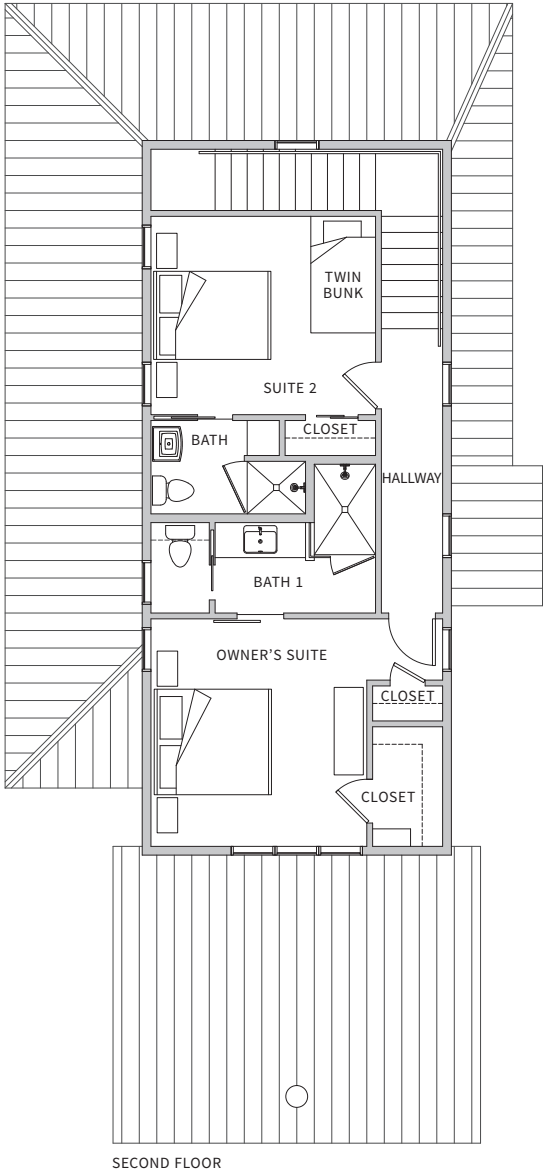 TWIN
BUNK
SUITE 2
BATH
CLOSET
HALLWAY
BATH 1
OWNER'S SUITE
CLOSET
CLOSET
SECOND FLOOR